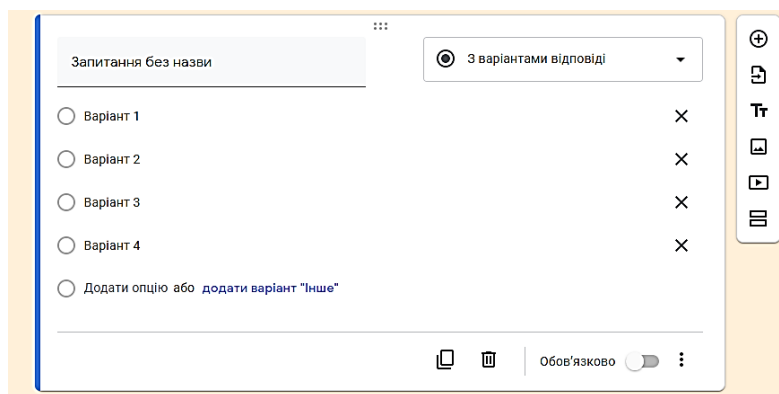 Запитання без назви
З варіантами відповіді
Варіант 1
Варіант 2
Варіант 3
Варіант 4
Додати опцію або додати варіант "Інше"
Обов'язково
Тт